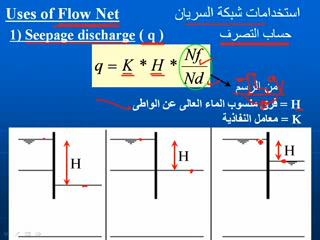 Uses of Flow Net استخدامات شبكة السريان
1) Seepage discharge ( q ) حساب التصرف
q = K * H * Nf / Nd
من الرسم
H = فرق منسوب الماء العالى عن الواطى
K = معامل النفاذية
H H H